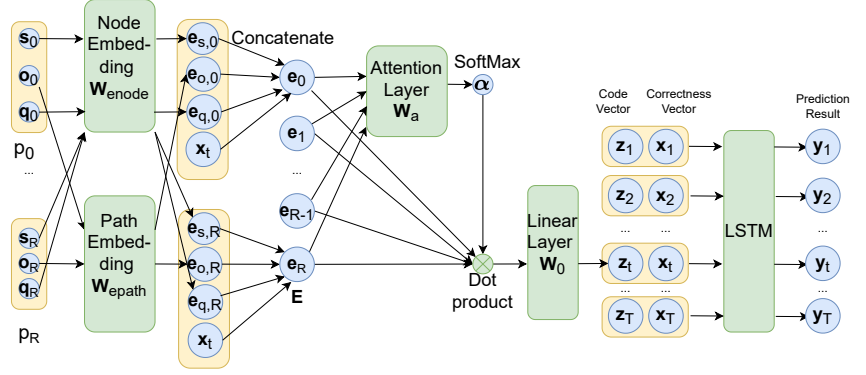 s0
o0
q0
p0
...
sR
oR
qR
pR
Node
Embed-
ding
Wenode
Path
Embed-
ding
Wepath
es,0
eo,0
eq,0
xt
es,R
eo,R
eq,R
xt
Concatenate
e0
e1
...
eR-1
eR
E
Attention
Layer
Wa
SoftMax
α
Dot
product
Linear
Layer
W0
Code
Vector
Correctness
Vector
z1 x1
z2 x2
... ...
zt xt
... ...
zT xT
LSTM
Prediction
Result
y1
y2
...
yt
...
yT